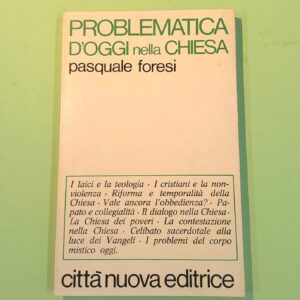 PROBLEMATICA
D'OGGI nella CHIESA
pasquale foresi
I laici e la teologia · I cristiani e la non-
violenza · Riforma e temporalità della
Chiesa · Vale ancora l'obbedienza? · Pa-
pato e collegialità · Il dialogo nella Chiesa ·
La Chiesa dei poveri · La contestazione
nella Chiesa · Celibato sacerdotale alla
luce dei Vangeli · I problemi del corpo
mistico oggi.
città nuova editrice